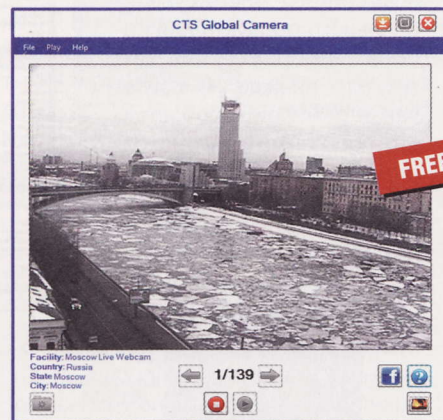 CTS Global Camera
File Play Help
FREE
Facility: Moscow Live Webcam
Country: Russia
State Moscow
City: Moscow
1/139
f ?